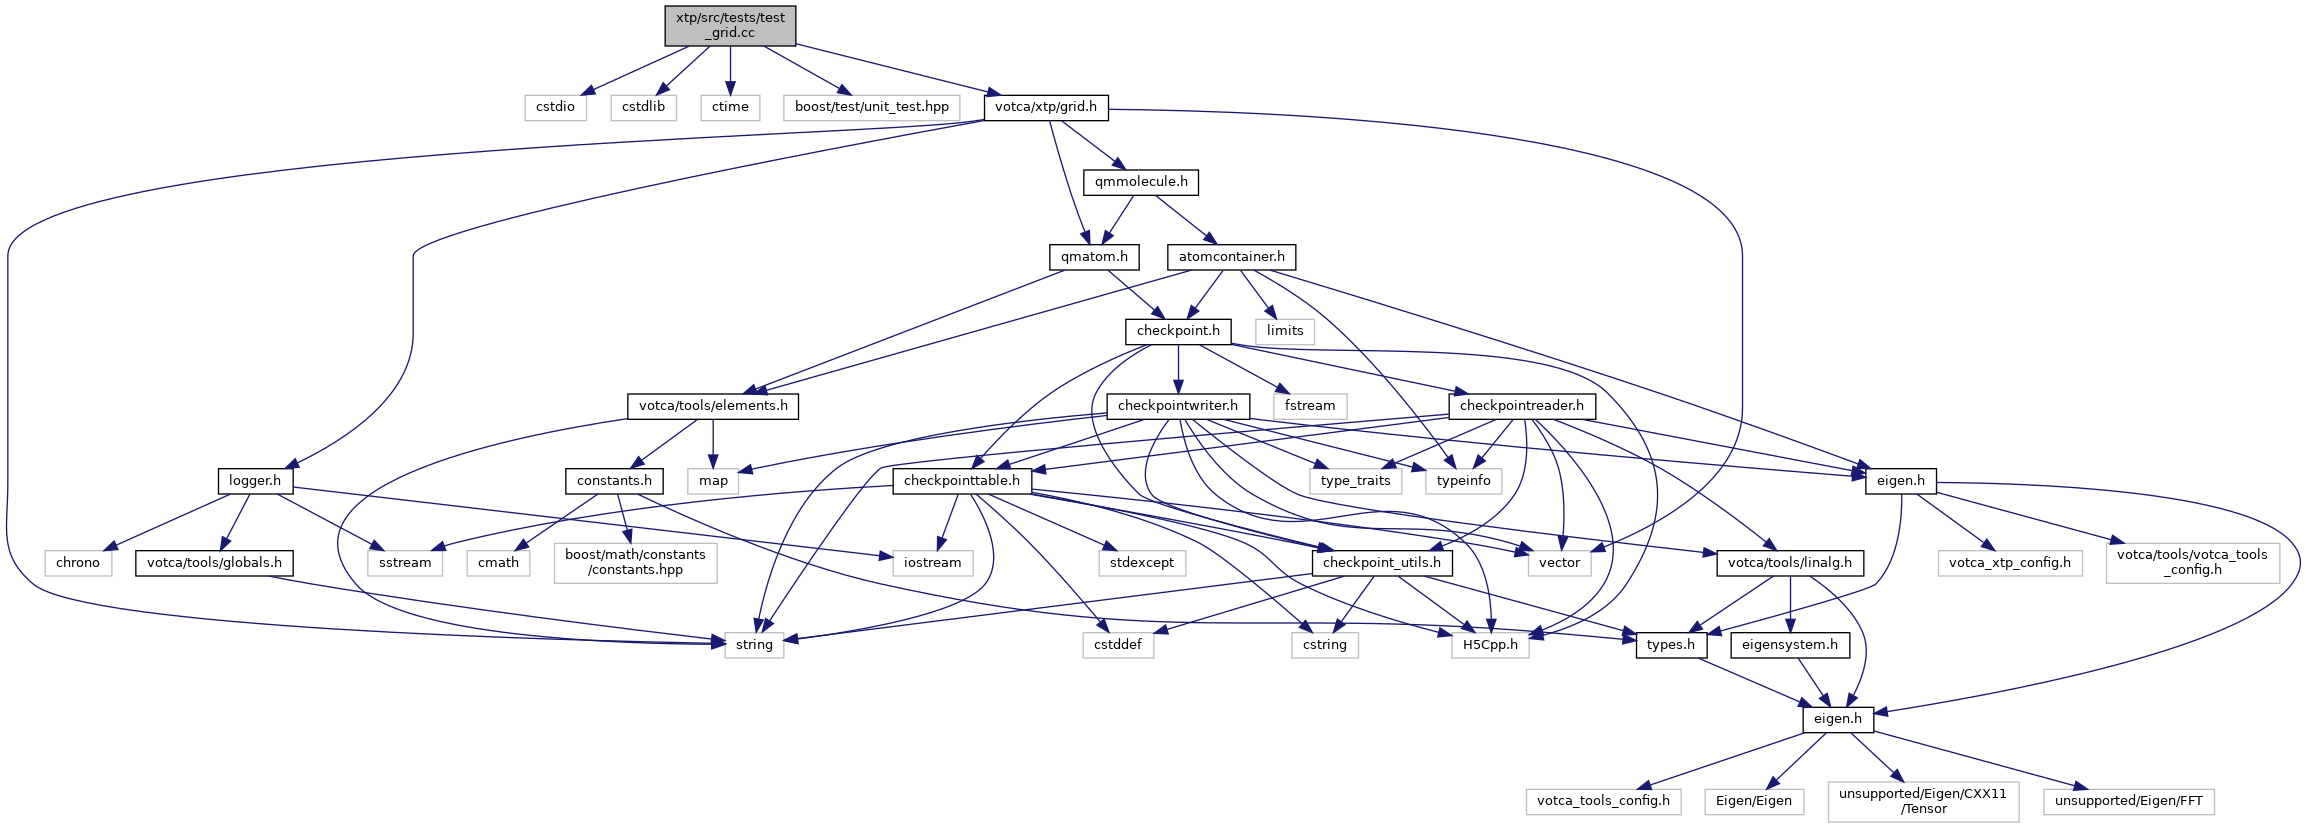 xtp/src/tests/test
_grid.cc
cstdio
cstdlib
ctime
boost/test/unit_test.hpp
votca/xtp/grid.h
qmmolecule.h
qmatom.h
atomcontainer.h
checkpoint.h
limits
votca/tools/elements.h
checkpointwriter.h
fstream
checkpointreader.h
logger.h
constants.h
map
checkpointtable.h
type_traits
typeinfo
eigen.h
chrono
votca/tools/globals.h
sstream
cmath
boost/math/constants
/constants.hpp
iostream
stdexcept
checkpoint_utils.h
vector
votca/tools/linalg.h
votca_xtp_config.h
votca/tools/votca_tools
_config.h
string
cstddef
cstring
H5Cpp.h
types.h
eigensystem.h
eigen.h
votca_tools_config.h
Eigen/Eigen
unsupported/Eigen/CXX11
/Tensor
unsupported/Eigen/FFT